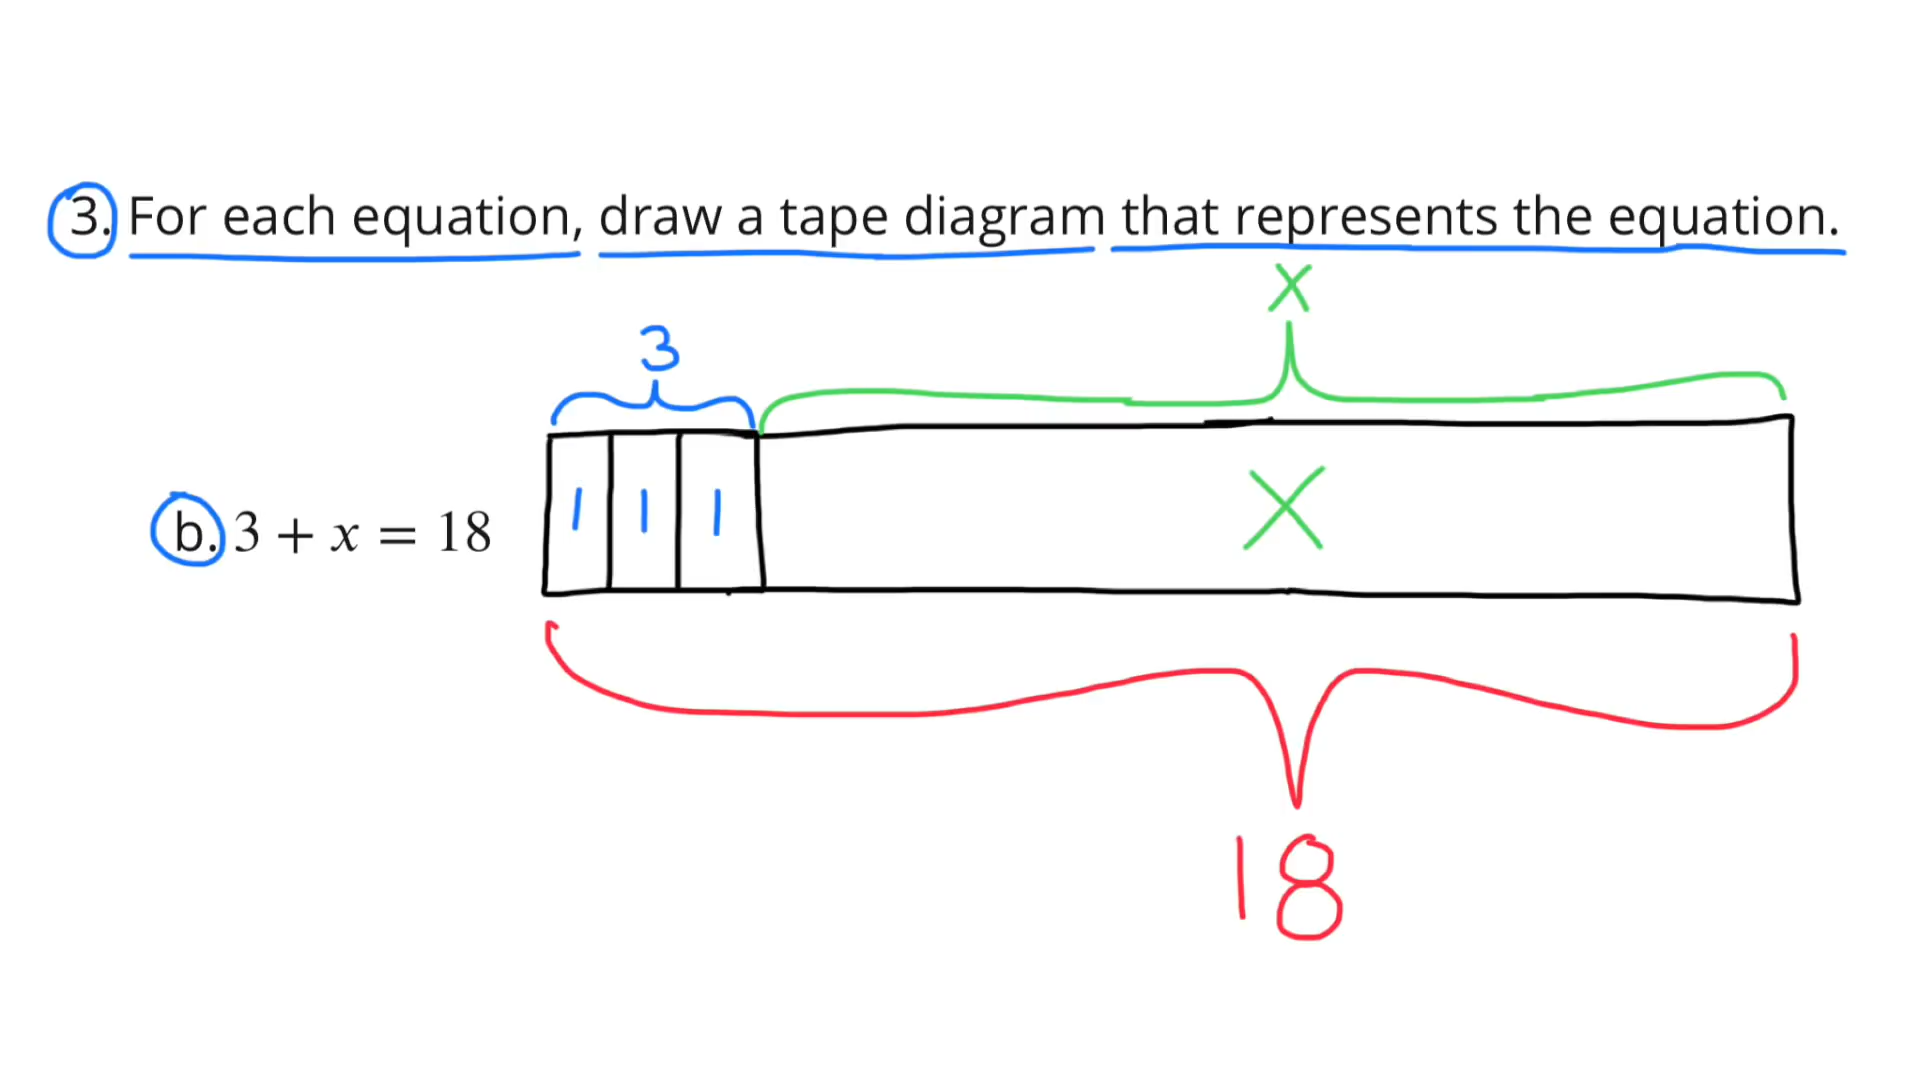 3. For each equation, draw a tape diagram that represents the equation.
x
3
b. 3 + x = 18
1 1 1 x
18